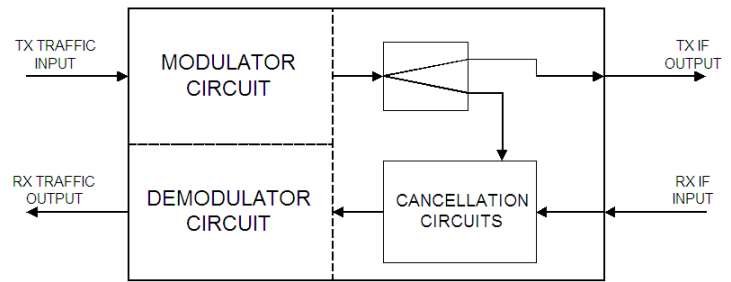 TX TRAFFIC
INPUT
MODULATOR
CIRCUIT
TX IF
OUTPUT
RX TRAFFIC
OUTPUT
DEMODULATOR
CIRCUIT
CANCELLATION
CIRCUITS
RX IF
INPUT